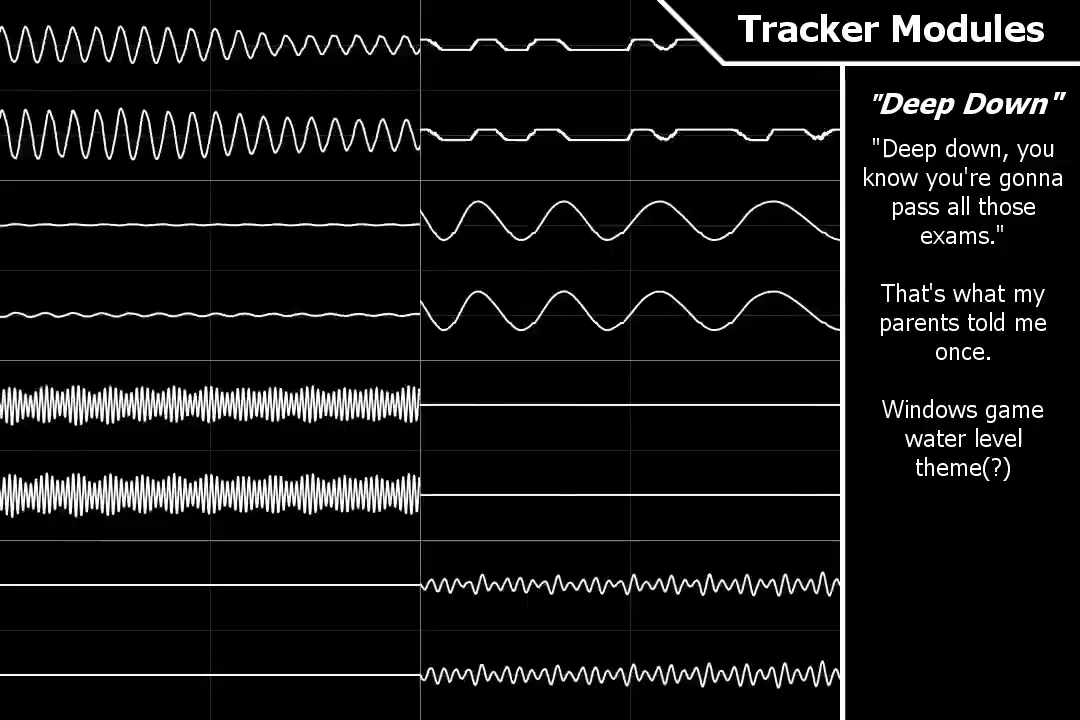 Tracker Modules
"Deep Down"
"Deep down, you
know you're gonna
pass all those
exams."
That's what my
parents told me
once.
Windows game
water level
theme(?)